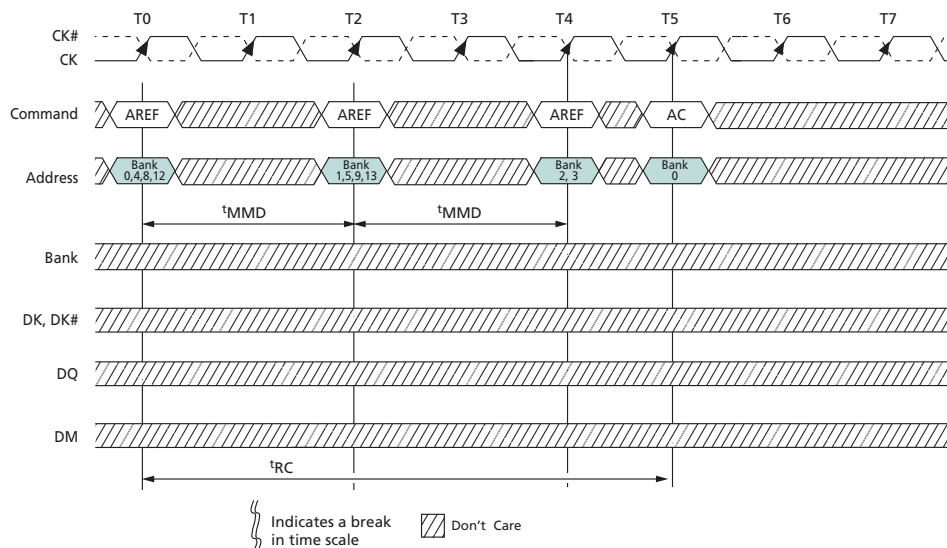 T0 T1 T2 T3 T4 T5 T6 T7
CK#
CK
Command AREF AREF AREF AC
Address Bank 0,4,8,12 Bank 1,5,9,13 Bank 2, 3 Bank 0
tMMD tMMD
Bank
DK, DK#
DQ
DM
tRC
Indicates a break
in time scale
Don't Care